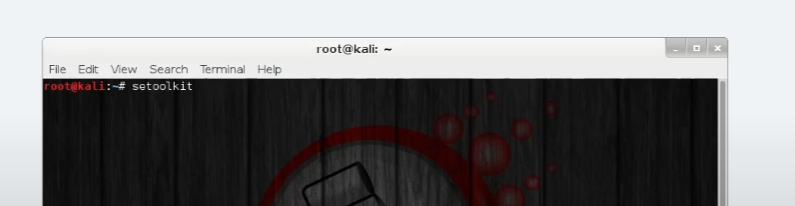 root@kali: ~
File Edit View Search Terminal Help
root@kali:~# setoolkit